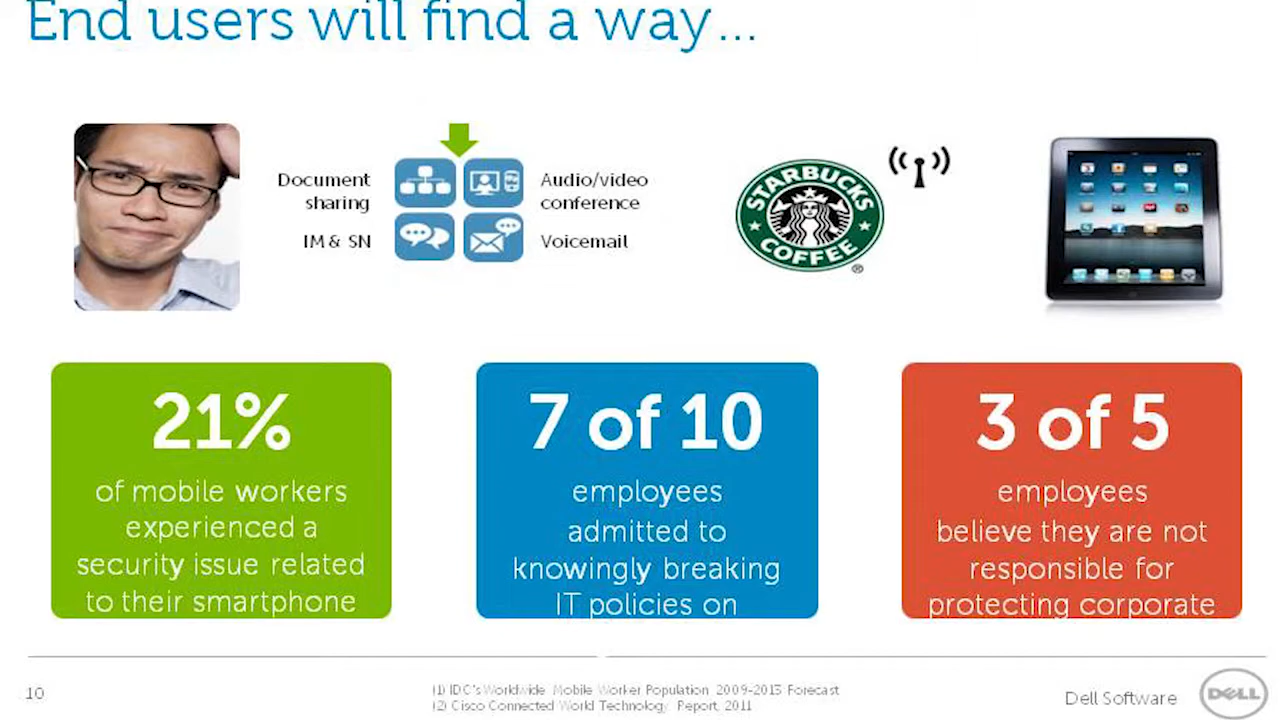 End users will find a way...
Document
sharing
IM & SN
Audio/video
conference
Voicemail
STARBUCKS
COFFEE
®
21%
of mobile workers
experienced a
security issue related
to their smartphone
7 of 10
employees
admitted to
knowingly breaking
IT policies on
3 of 5
employees
believe they are not
responsible for
protecting corporate
10
(1) IDC's Worldwide Mobile Worker Population 2009-2013 Forecast
(2) Cisco Connected World Technology Report, 2011
Dell Software
DELL